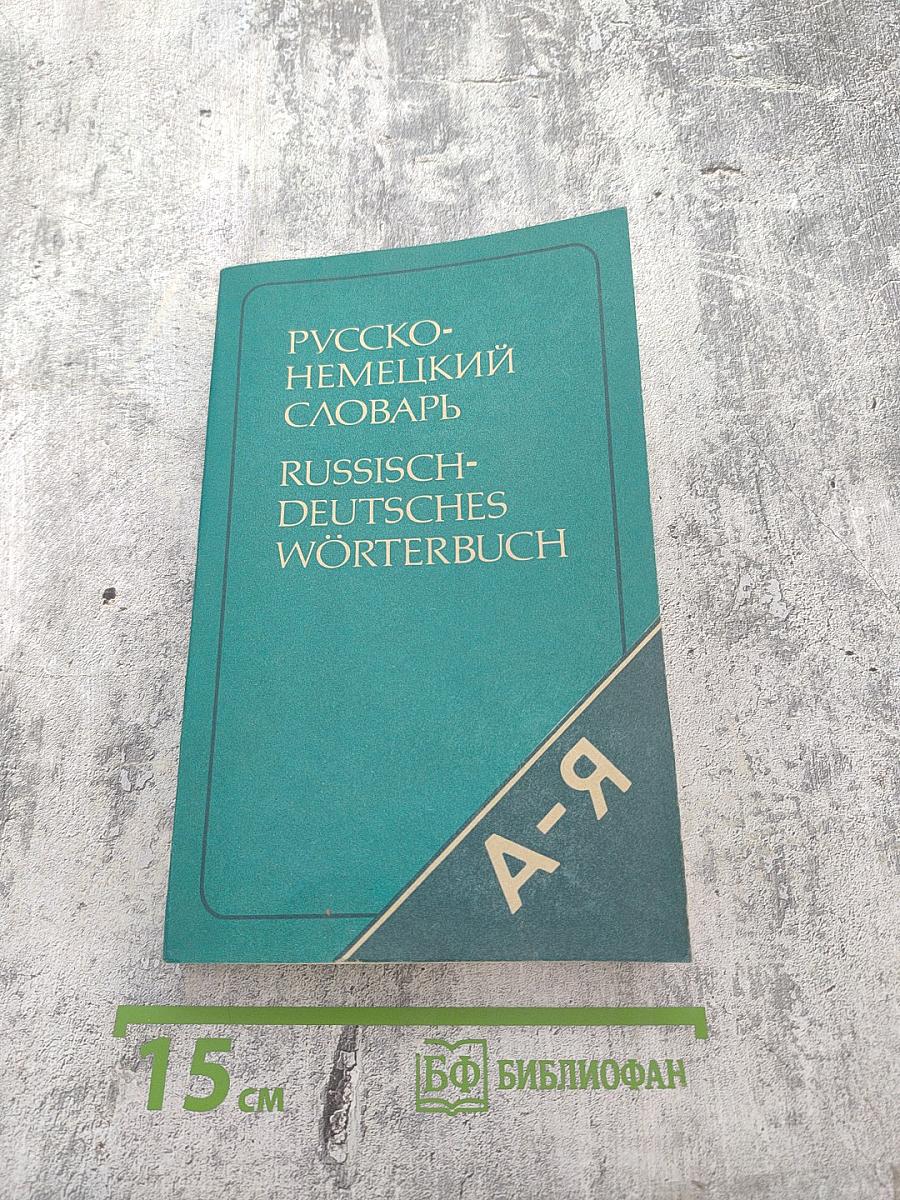 РУССКО-
НЕМЕЦКИЙ
СЛОВАРЬ
RUSSISCH-
DEUTSCHES
WÖRTERBUCH
А-Я
15 см
БФ БИБЛИОФАН